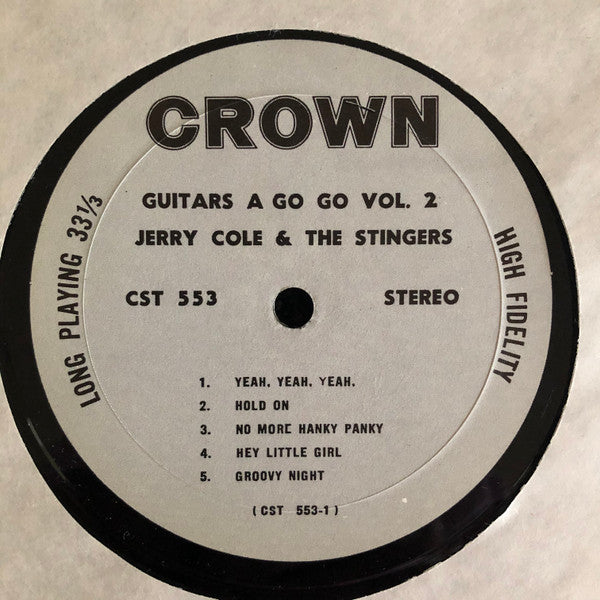 CROWN
GUITARS A GO GO VOL. 2
JERRY COLE & THE STINGERS
CST 553
STEREO
LONG PLAYING 33⅓
HIGH FIDELITY
1. YEAH, YEAH, YEAH,
2. HOLD ON
3. NO MORE HANKY PANKY
4. HEY LITTLE GIRL
5. GROOVY NIGHT
( CST 553-1 )